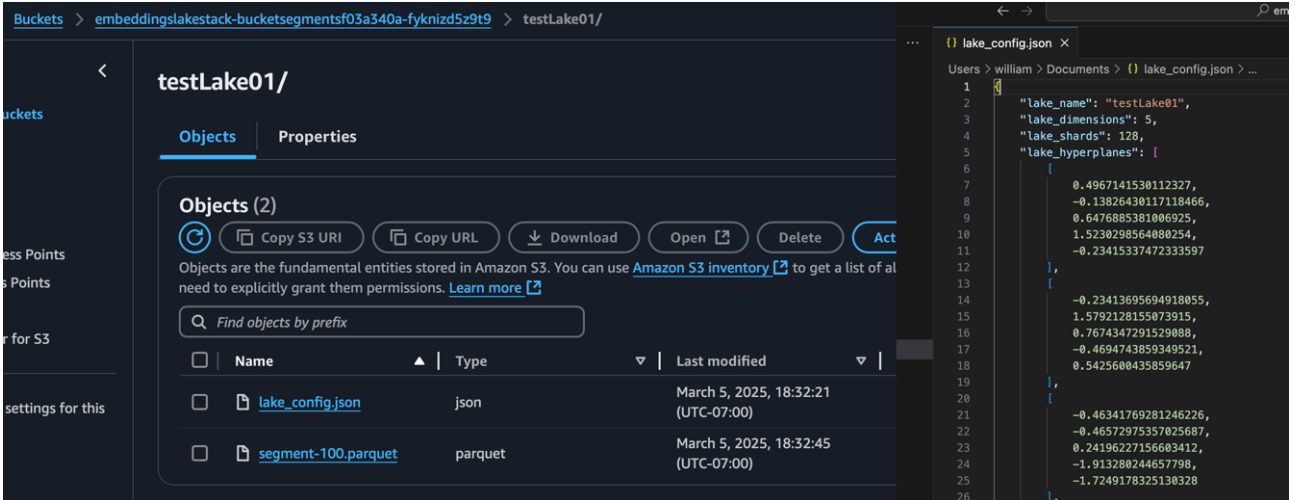 Buckets > embeddingslakestack-bucketsegmentsf03a340a-fyknizd5z9t9 > testLake01/
uckets
ess Points
s Points
r for S3
settings for this
testLake01/
Objects Properties
Objects (2)
Copy S3 URI Copy URL Download Open Delete Act
Objects are the fundamental entities stored in Amazon S3. You can use Amazon S3 inventory to get a list of al
need to explicitly grant them permissions. Learn more
Find objects by prefix
Name Type Last modified
lake_config.json json March 5, 2025, 18:32:21
(UTC-07:00)
segment-100.parquet parquet March 5, 2025, 18:32:45
(UTC-07:00)
em
{} lake_config.json ×
Users > william > Documents > {} lake_config.json > ...
1 {
2 "lake_name": "testLake01",
3 "lake_dimensions": 5,
4 "lake_shards": 128,
5 "lake_hyperplanes": [
6 [
7 0.4967141530112327,
8 -0.13826430117118466,
9 0.6476885381006925,
10 1.5230298564080254,
11 -0.23415337472333597
12 ],
13 [
14 -0.23413695694918055,
15 1.5792128155073915,
16 0.7674347291529088,
17 -0.4694743859349521,
18 0.5425600435859647
19 ],
20 [
21 -0.46341769281246226,
22 -0.46572975357025687,
23 0.24196227156603412,
24 -1.913280244657798,
25 -1.7249178325130328
26 ],